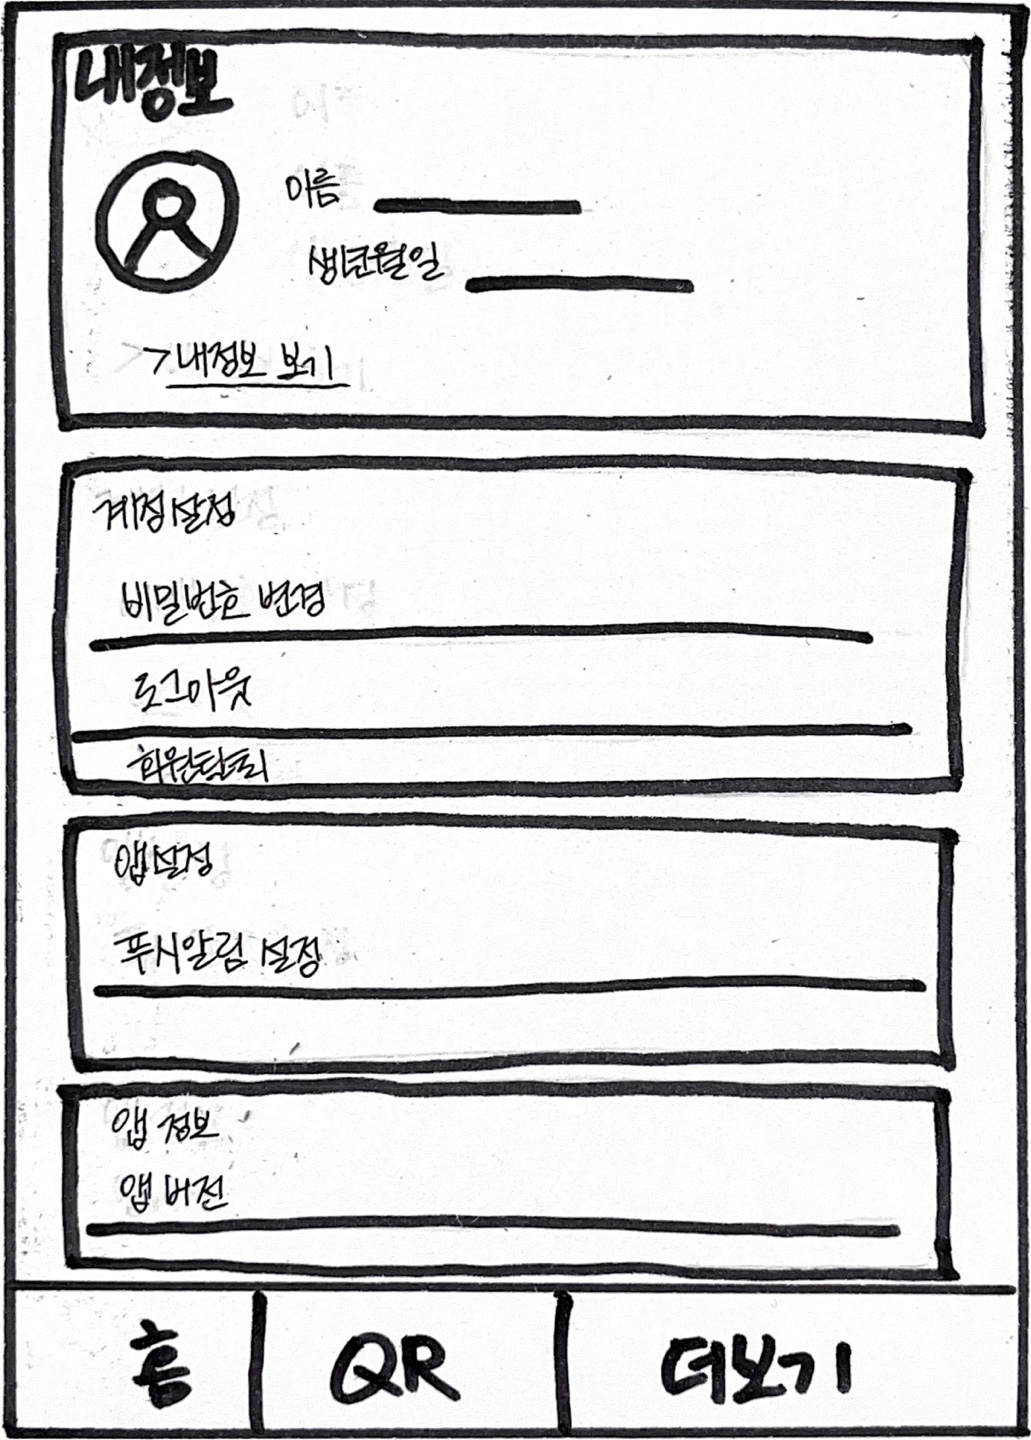 내정보
이름
생년월일
>내정보 보기
계정설정
비밀번호 변경
로그아웃
회원탈퇴
앱설정
푸시알림 설정
앱 정보
앱 버전
홈 QR 더보기